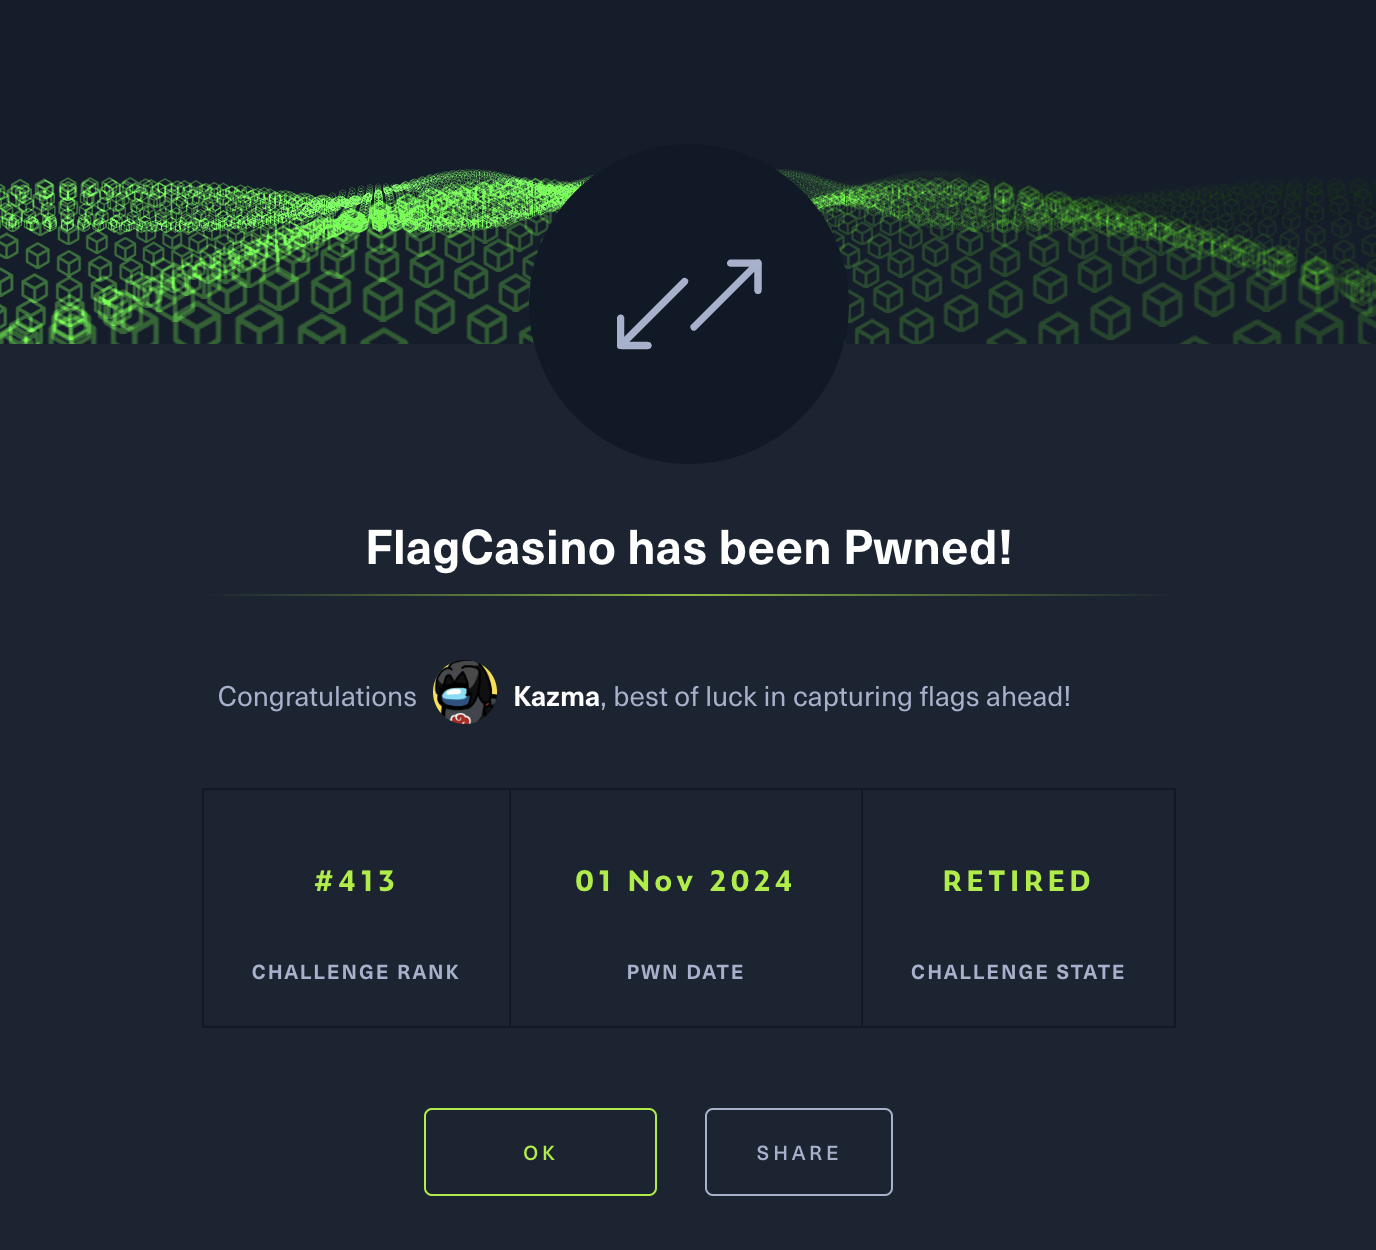 FlagCasino has been Pwned!
Congratulations Kazma, best of luck in capturing flags ahead!
#413
CHALLENGE RANK
01 Nov 2024
PWN DATE
RETIRED
CHALLENGE STATE
OK
SHARE